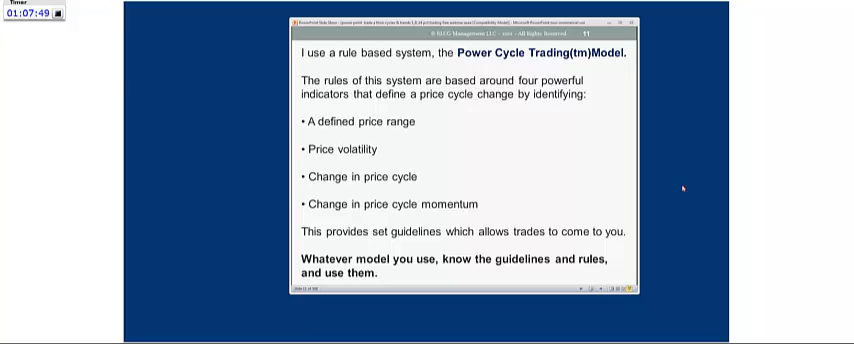 Timer
01:07:49
I use a rule based system, the Power Cycle Trading(tm)Model.
The rules of this system are based around four powerful
indicators that define a price cycle change by identifying:
• A defined price range
• Price volatility
• Change in price cycle
• Change in price cycle momentum
This provides set guidelines which allows trades to come to you.
Whatever model you use, know the guidelines and rules,
and use them.
11